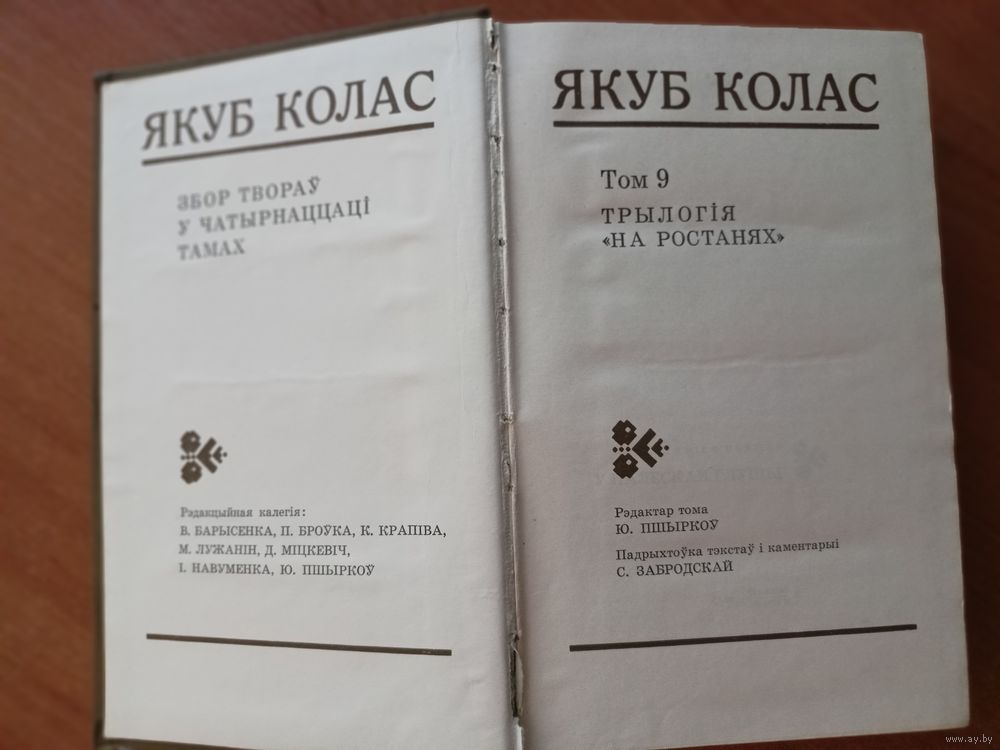 ЯКУБ КОЛАС
ЗБОР ТВОРАЎ
У ЧАТЫРНАЦЦАЦІ
ТАМАХ
Рэдакцыйная калегія:
В. БАРЫСЕНКА, П. БРОЎКА, К. КРАПІВА,
М. ЛУЖАНІН, Д. МІЦКЕВІЧ,
І. НАВУМЕНКА, Ю. ПШЫРКОЎ
ЯКУБ КОЛАС
Том 9
ТРЫЛОГІЯ
«НА РОСТАНЯХ»
Рэдактар тома
Ю. ПШЫРКОЎ
Падрыхтоўка тэкстаў і каментарыі
С. ЗАБРОДСКАЙ
www.ay.by